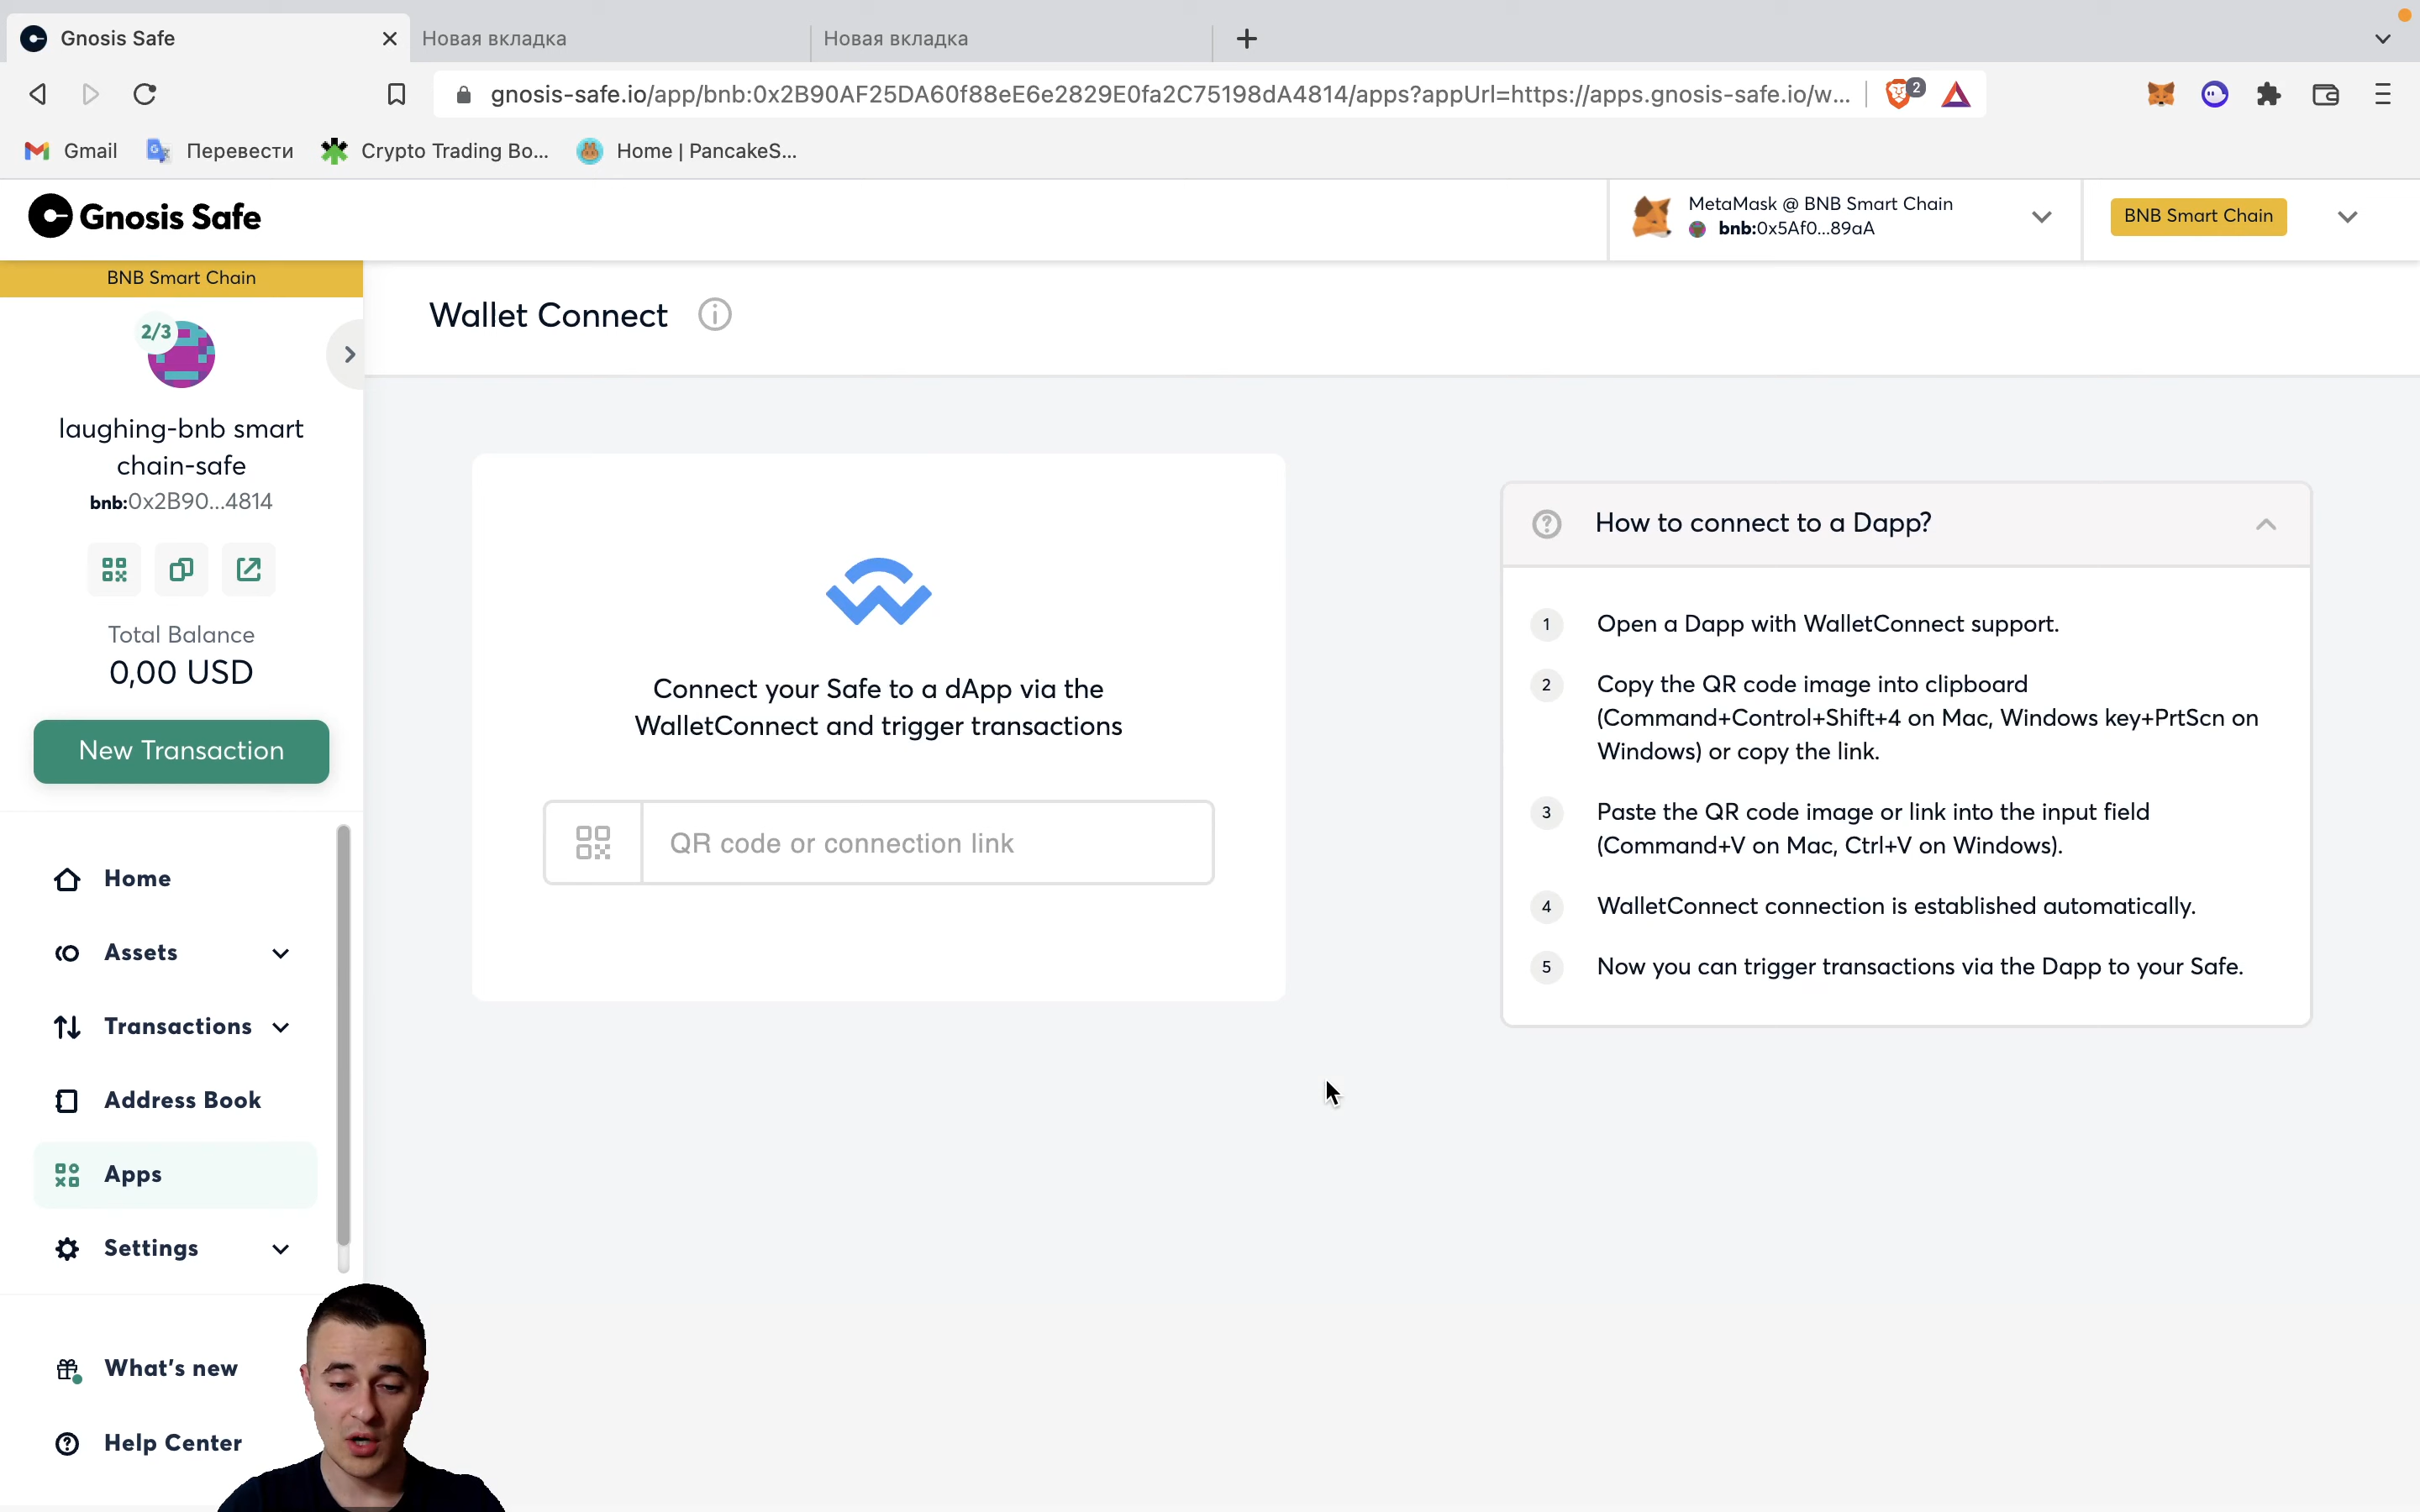 Gnosis Safe
Новая вкладка
Новая вкладка
gnosis-safe.io/app/bnb:0x2B90AF25DA60f88eE6e2829E0fa2C75198dA4814/apps?appUrl=https://apps.gnosis-safe.io/w...
2
Gmail
Перевести
Crypto Trading Bo...
Home | PancakeS...
Gnosis Safe
MetaMask @ BNB Smart Chain
bnb:0x5Af0...89aA
BNB Smart Chain
BNB Smart Chain
2/3
laughing-bnb smart
chain-safe
bnb:0x2B90...4814
Total Balance
0,00 USD
New Transaction
Home
Assets
Transactions
Address Book
Apps
Settings
What's new
Help Center
Wallet Connect
Connect your Safe to a dApp via the
WalletConnect and trigger transactions
QR code or connection link
How to connect to a Dapp?
1 Open a Dapp with WalletConnect support.
2 Copy the QR code image into clipboard
(Command+Control+Shift+4 on Mac, Windows key+PrtScn on
Windows) or copy the link.
3 Paste the QR code image or link into the input field
(Command+V on Mac, Ctrl+V on Windows).
4 WalletConnect connection is established automatically.
5 Now you can trigger transactions via the Dapp to your Safe.